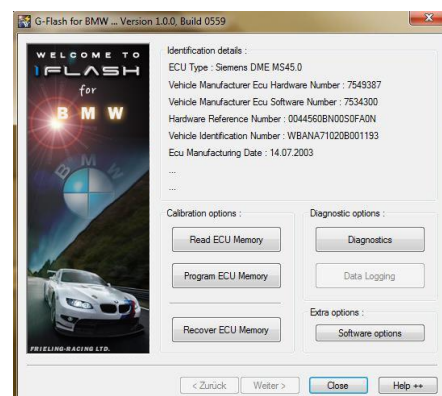 G-Flash for BMW ... Version 1.0.0, Build 0559
WELCOME TO
iFLASH
for
BMW
BMW
FRIELING-RACING LTD.
Identification details :
ECU Type : Siemens DME MS45.0
Vehicle Manufacturer Ecu Hardware Number : 7549387
Vehicle Manufacturer Ecu Software Number : 7534300
Hardware Reference Number : 0044560BN00S0FA0N
Vehicle Identification Number : WBANA71020B001193
Ecu Manufacturing Date : 14.07.2003
...
...
Calibration options :
Read ECU Memory
Program ECU Memory
Recover ECU Memory
Diagnostic options :
Diagnostics
Data Logging
Extra options :
Software options
< Zurück
Weiter >
Close
Help ++